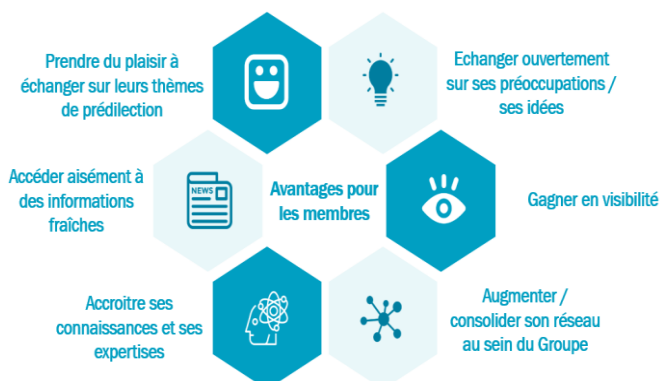 Prendre du plaisir à
échanger sur leurs thèmes
de prédilection
Echanger ouvertement
sur ses préoccupations /
ses idées
Accéder aisément à
des informations
fraîches
NEWS
Avantages pour
les membres
Gagner en visibilité
Accroitre ses
connaissances et ses
expertises
Augmenter /
consolider son réseau
au sein du Groupe